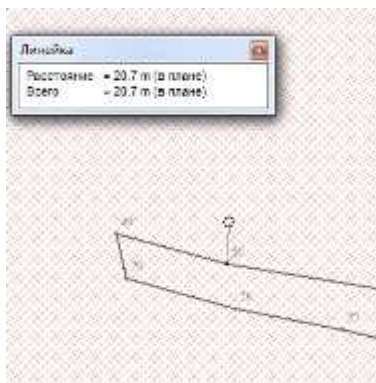 Линейка
Расстояние = 20.7 m (в плане)
Всего = 20.7 m (в плане)